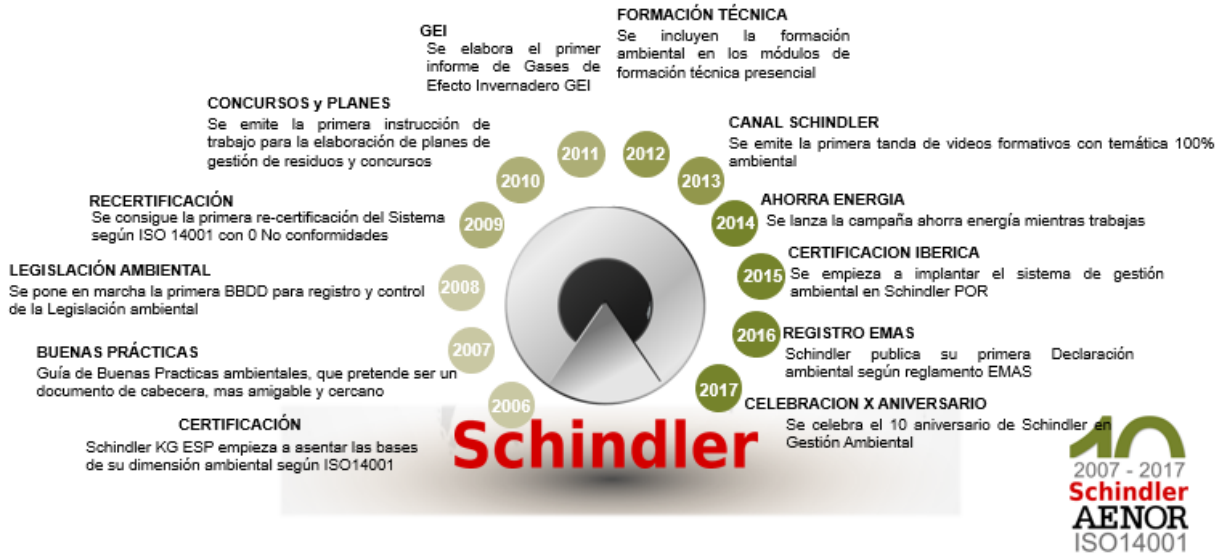 FORMACIÓN TÉCNICA
Se incluyen la formación
ambiental en los módulos de
formación técnica presencial
GEI
Se elabora el primer
informe de Gases de
Efecto Invernadero GEI
CONCURSOS y PLANES
Se emite la primera instrucción de
trabajo para la elaboración de planes de
gestión de residuos y concursos
RECERTIFICACIÓN
Se consigue la primera re-certificación del Sistema
según ISO 14001 con 0 No conformidades
LEGISLACIÓN AMBIENTAL
Se pone en marcha la primera BBDD para registro y control
de la Legislación ambiental
BUENAS PRÁCTICAS
Guía de Buenas Practicas ambientales, que pretende ser un
documento de cabecera, mas amigable y cercano
CERTIFICACIÓN
Schindler KG ESP empieza a asentar las bases
de su dimensión ambiental según ISO14001
2006
2007
2008
2009
2010
2011
2012
2013
2014
2015
2016
2017
CANAL SCHINDLER
Se emite la primera tanda de videos formativos con temática 100%
ambiental
AHORRA ENERGIA
Se lanza la campaña ahorra energía mientras trabajas
CERTIFICACION IBERICA
Se empieza a implantar el sistema de gestión
ambiental en Schindler POR
REGISTRO EMAS
Schindler publica su primera Declaración
ambiental según reglamento EMAS
CELEBRACION X ANIVERSARIO
Se celebra el 10 aniversario de Schindler en
Gestión Ambiental
Schindler
10
2007 - 2017
Schindler
AENOR
ISO14001